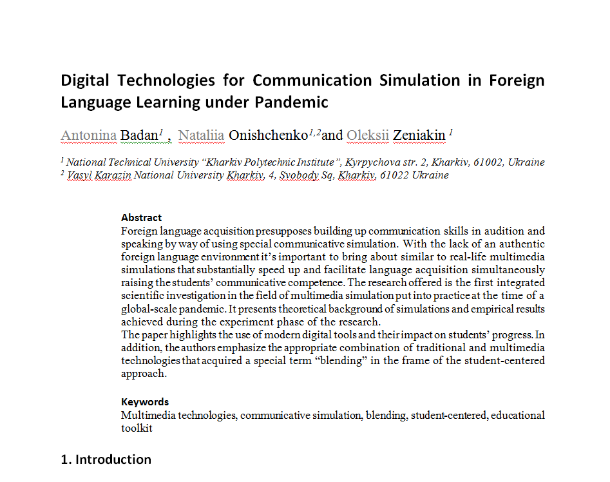 Digital Technologies for Communication Simulation in Foreign
Language Learning under Pandemic
Antonina Badan¹ , Nataliia Onishchenko¹,²and Oleksii Zeniakin ¹
¹ National Technical University "Kharkiv Polytechnic Institute", Kyrpychova str. 2, Kharkiv, 61002, Ukraine
² Vasyl Karazin National University Kharkiv, 4, Svobody Sq, Kharkiv, 61022 Ukraine
Abstract
Foreign language acquisition presupposes building up communication skills in audition and
speaking by way of using special communicative simulation. With the lack of an authentic
foreign language environment it's important to bring about similar to real-life multimedia
simulations that substantially speed up and facilitate language acquisition simultaneously
raising the students' communicative competence. The research offered is the first integrated
scientific investigation in the field of multimedia simulation put into practice at the time of a
global-scale pandemic. It presents theoretical background of simulations and empirical results
achieved during the experiment phase of the research.
The paper highlights the use of modern digital tools and their impact on students' progress. In
addition, the authors emphasize the appropriate combination of traditional and multimedia
technologies that acquired a special term "blending" in the frame of the student-centered
approach.
Keywords
Multimedia technologies, communicative simulation, blending, student-centered, educational
toolkit
1. Introduction